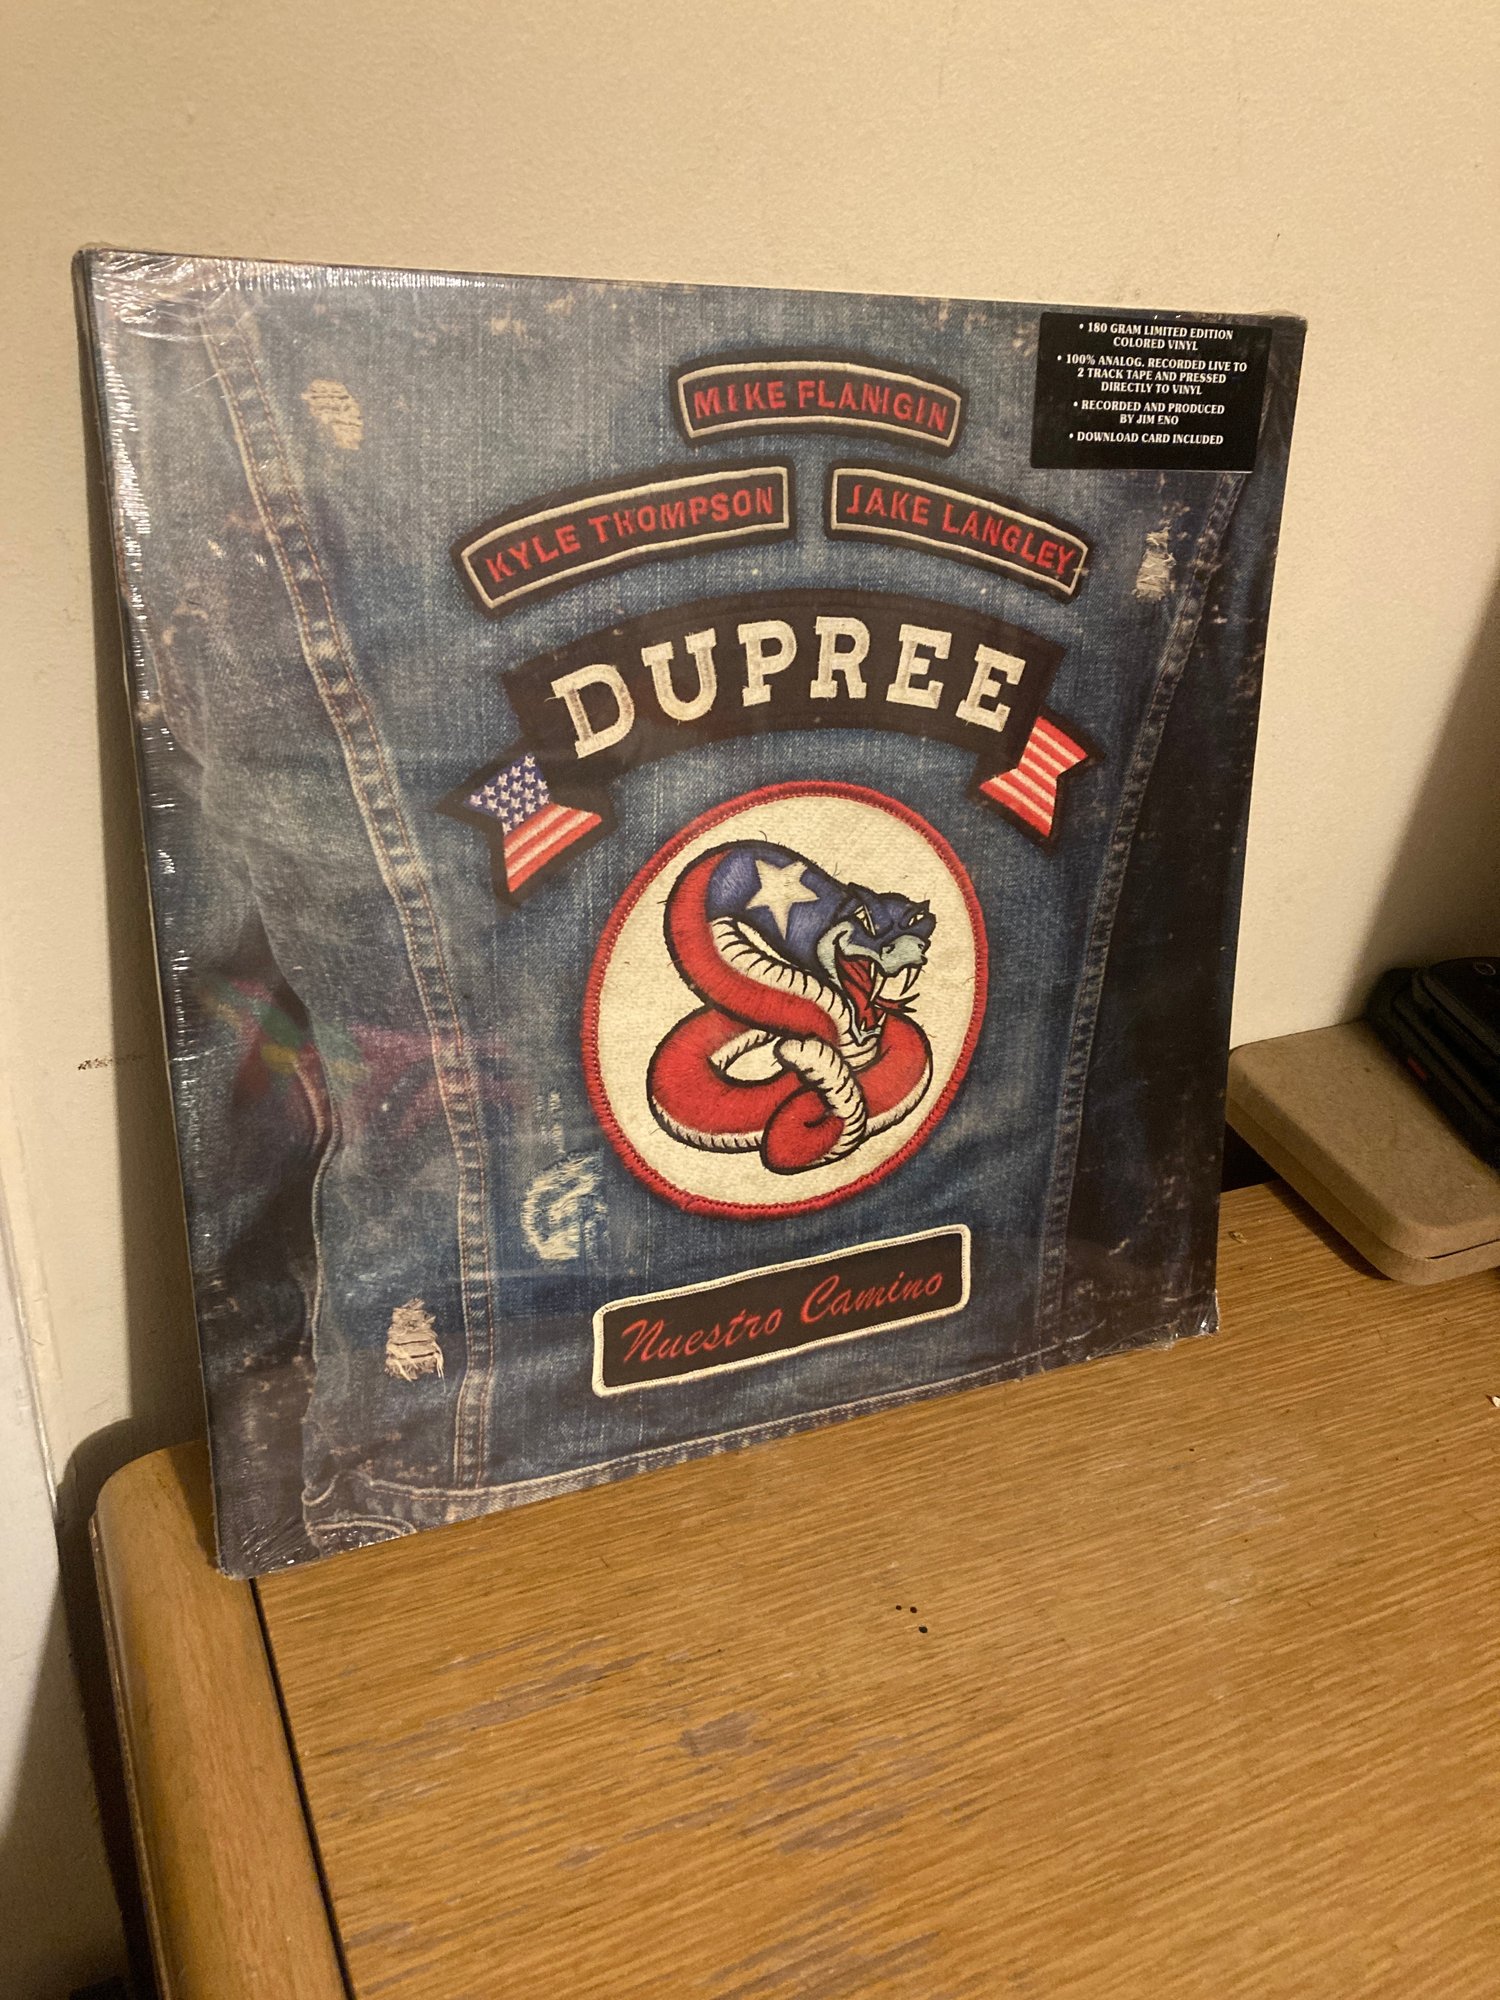 • 180 GRAM LIMITED EDITION
COLORED VINYL
• 100% ANALOG. RECORDED LIVE TO
2 TRACK TAPE AND PRESSED
DIRECTLY TO VINYL
• RECORDED AND PRODUCED
BY JIM ENO
• DOWNLOAD CARD INCLUDED
MIKE FLANIGIN
KYLE THOMPSON
JAKE LANGLEY
DUPREE
Nuestro Camino